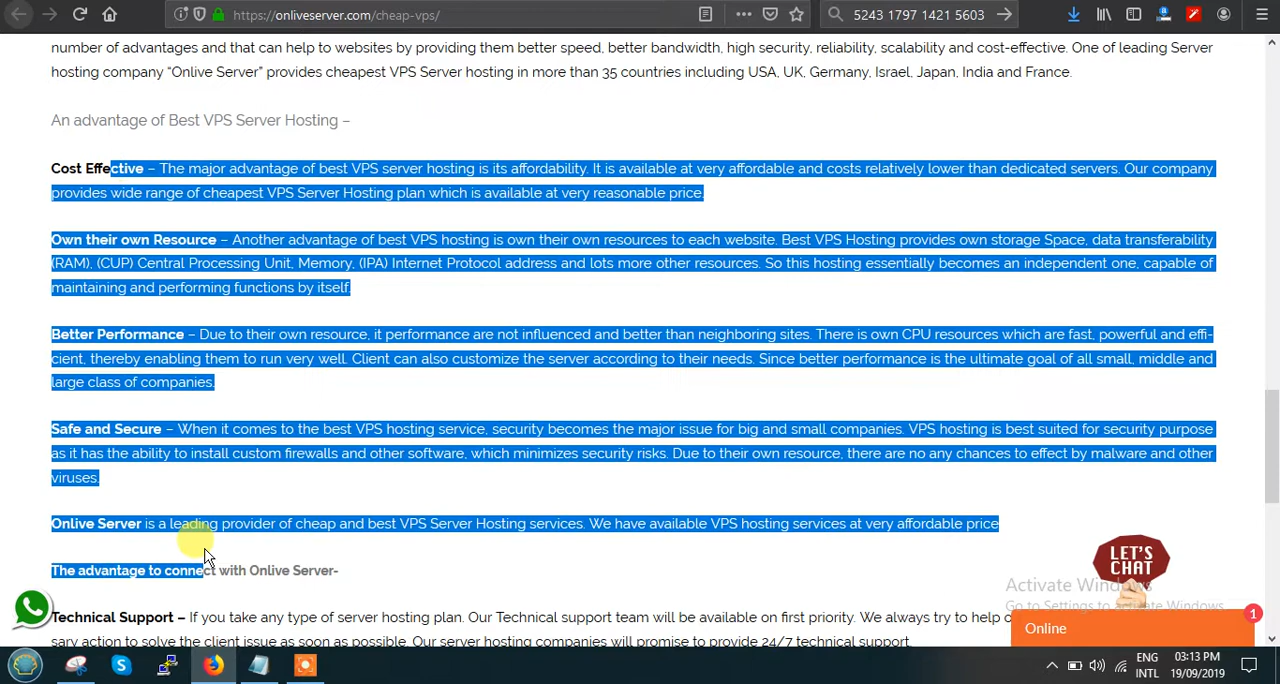 https://onliveserver.com/cheap-vps/
5243 1797 1421 5603
number of advantages and that can help to websites by providing them better speed, better bandwidth, high security, reliability, scalability and cost-effective. One of leading Server
hosting company “Onlive Server” provides cheapest VPS Server hosting in more than 35 countries including USA, UK, Germany, Israel, Japan, India and France.
An advantage of Best VPS Server Hosting –
Cost Effective – The major advantage of best VPS server hosting is its affordability. It is available at very affordable and costs relatively lower than dedicated servers. Our company
provides wide range of cheapest VPS Server Hosting plan which is available at very reasonable price.
Own their own Resource – Another advantage of best VPS hosting is own their own resources to each website. Best VPS Hosting provides own storage Space, data transferability
(RAM), (CUP) Central Processing Unit, Memory, (IPA) Internet Protocol address and lots more other resources. So this hosting essentially becomes an independent one, capable of
maintaining and performing functions by itself.
Better Performance – Due to their own resource, it performance are not influenced and better than neighboring sites. There is own CPU resources which are fast, powerful and effi-
cient, thereby enabling them to run very well. Client can also customize the server according to their needs. Since better performance is the ultimate goal of all small, middle and
large class of companies.
Safe and Secure – When it comes to the best VPS hosting service, security becomes the major issue for big and small companies. VPS hosting is best suited for security purpose
as it has the ability to install custom firewalls and other software, which minimizes security risks. Due to their own resource, there are no any chances to effect by malware and other
viruses.
Onlive Server is a leading provider of cheap and best VPS Server Hosting services. We have available VPS hosting services at very affordable price
The advantage to connect with Onlive Server-
LET'S
CHAT
Activate Windows
Go to Settings to activate Windows.
Technical Support – If you take any type of server hosting plan. Our Technical support team will be available on first priority. We always try to help
sary action to solve the client issue as soon as possible. Our server hosting companies will promise to provide 24/7 technical support.
Online
1
ENG
INTL
03:13 PM
19/09/2019